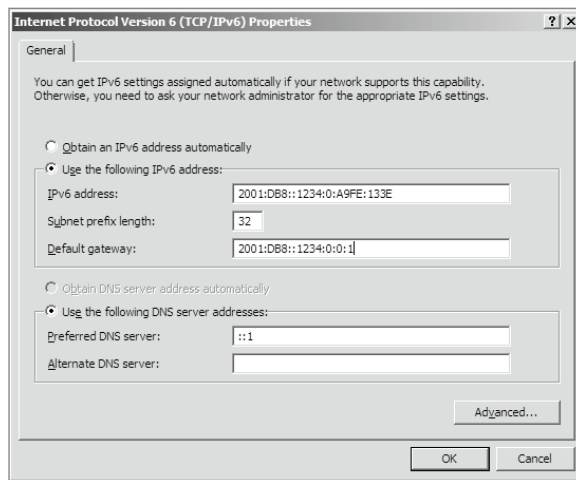 Internet Protocol Version 6 (TCP/IPv6) Properties
? X
General
You can get IPv6 settings assigned automatically if your network supports this capability.
Otherwise, you need to ask your network administrator for the appropriate IPv6 settings.
Obtain an IPv6 address automatically
Use the following IPv6 address:
IPv6 address: 2001:DB8::1234:0:A9FE:133E
Subnet prefix length: 32
Default gateway: 2001:DB8::1234:0:0:1
Obtain DNS server address automatically
Use the following DNS server addresses:
Preferred DNS server: ::1
Alternate DNS server:
Advanced...
OK Cancel